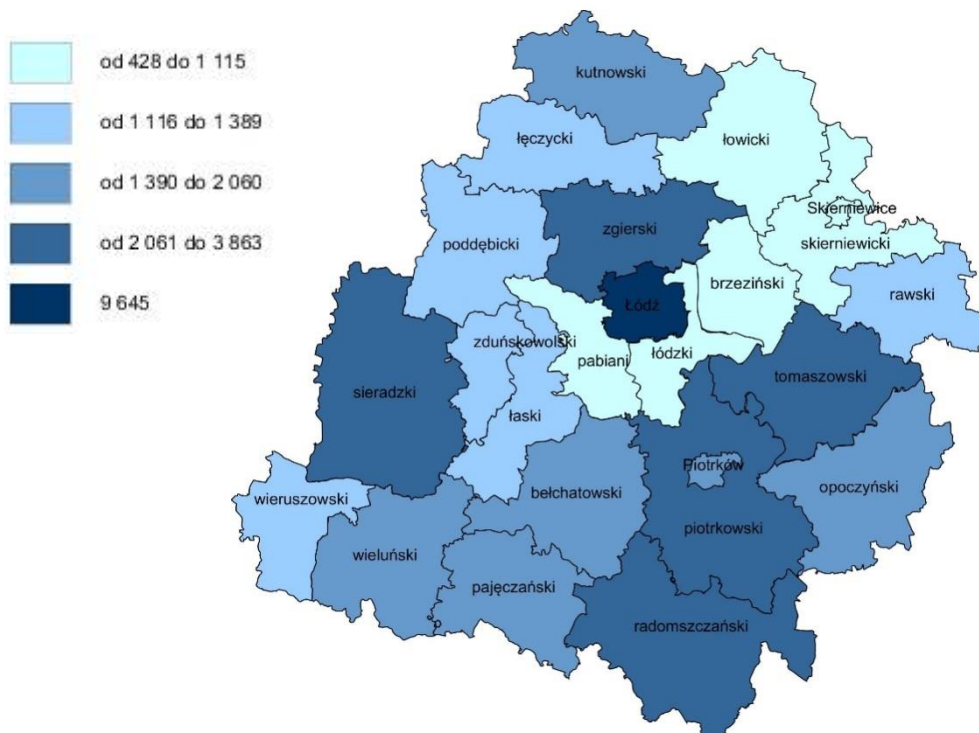 od 428 do 1 115
od 1 116 do 1 389
od 1 390 do 2 060
od 2 061 do 3 863
9 645
kutnowski
łęczycki
łowicki
Skierniewice
zgierski
poddębicki
skierniewicki
brzeziński
rawski
Łódź
zduńskowolski
pabiani
łódzki
tomaszowski
sieradzki
łaski
Piotrków
opoczyński
wieruszowski
bełchatowski
piotrkowski
wieluński
pajęczański
radomszczański